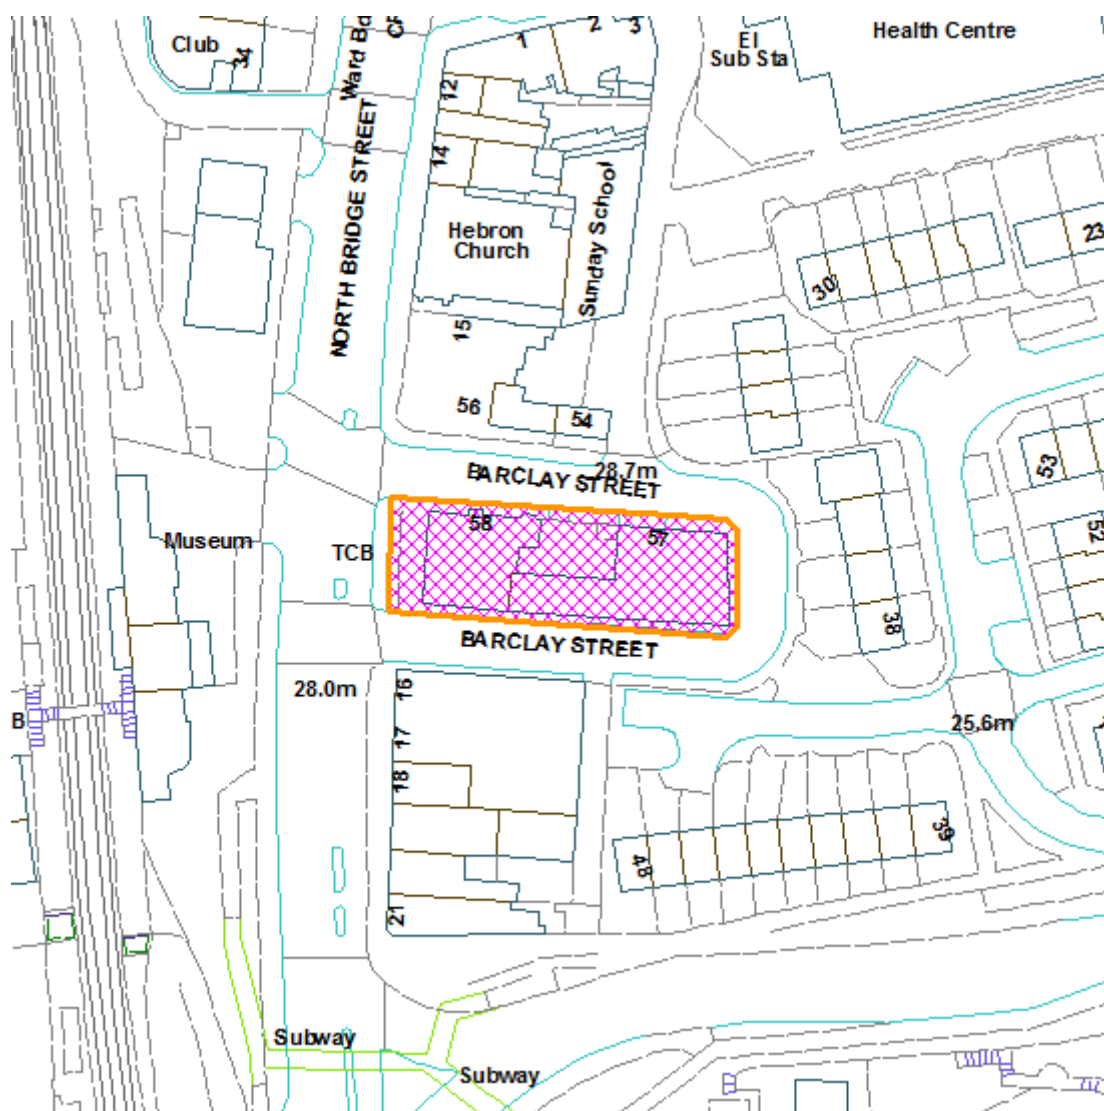 Club
34
Ward Bd
1
2
3
El
Sub Sta
Health Centre
12
NORTH BRIDGE STREET
14
Sunday School
Hebron
Church
23
30
15
56
54
53
BARCLAY STREET
28.7m
58
57
52
Museum
TCB
38
BARCLAY STREET
28.0m
16
B
25.6m
17
18
48
39
21
Subway
Subway